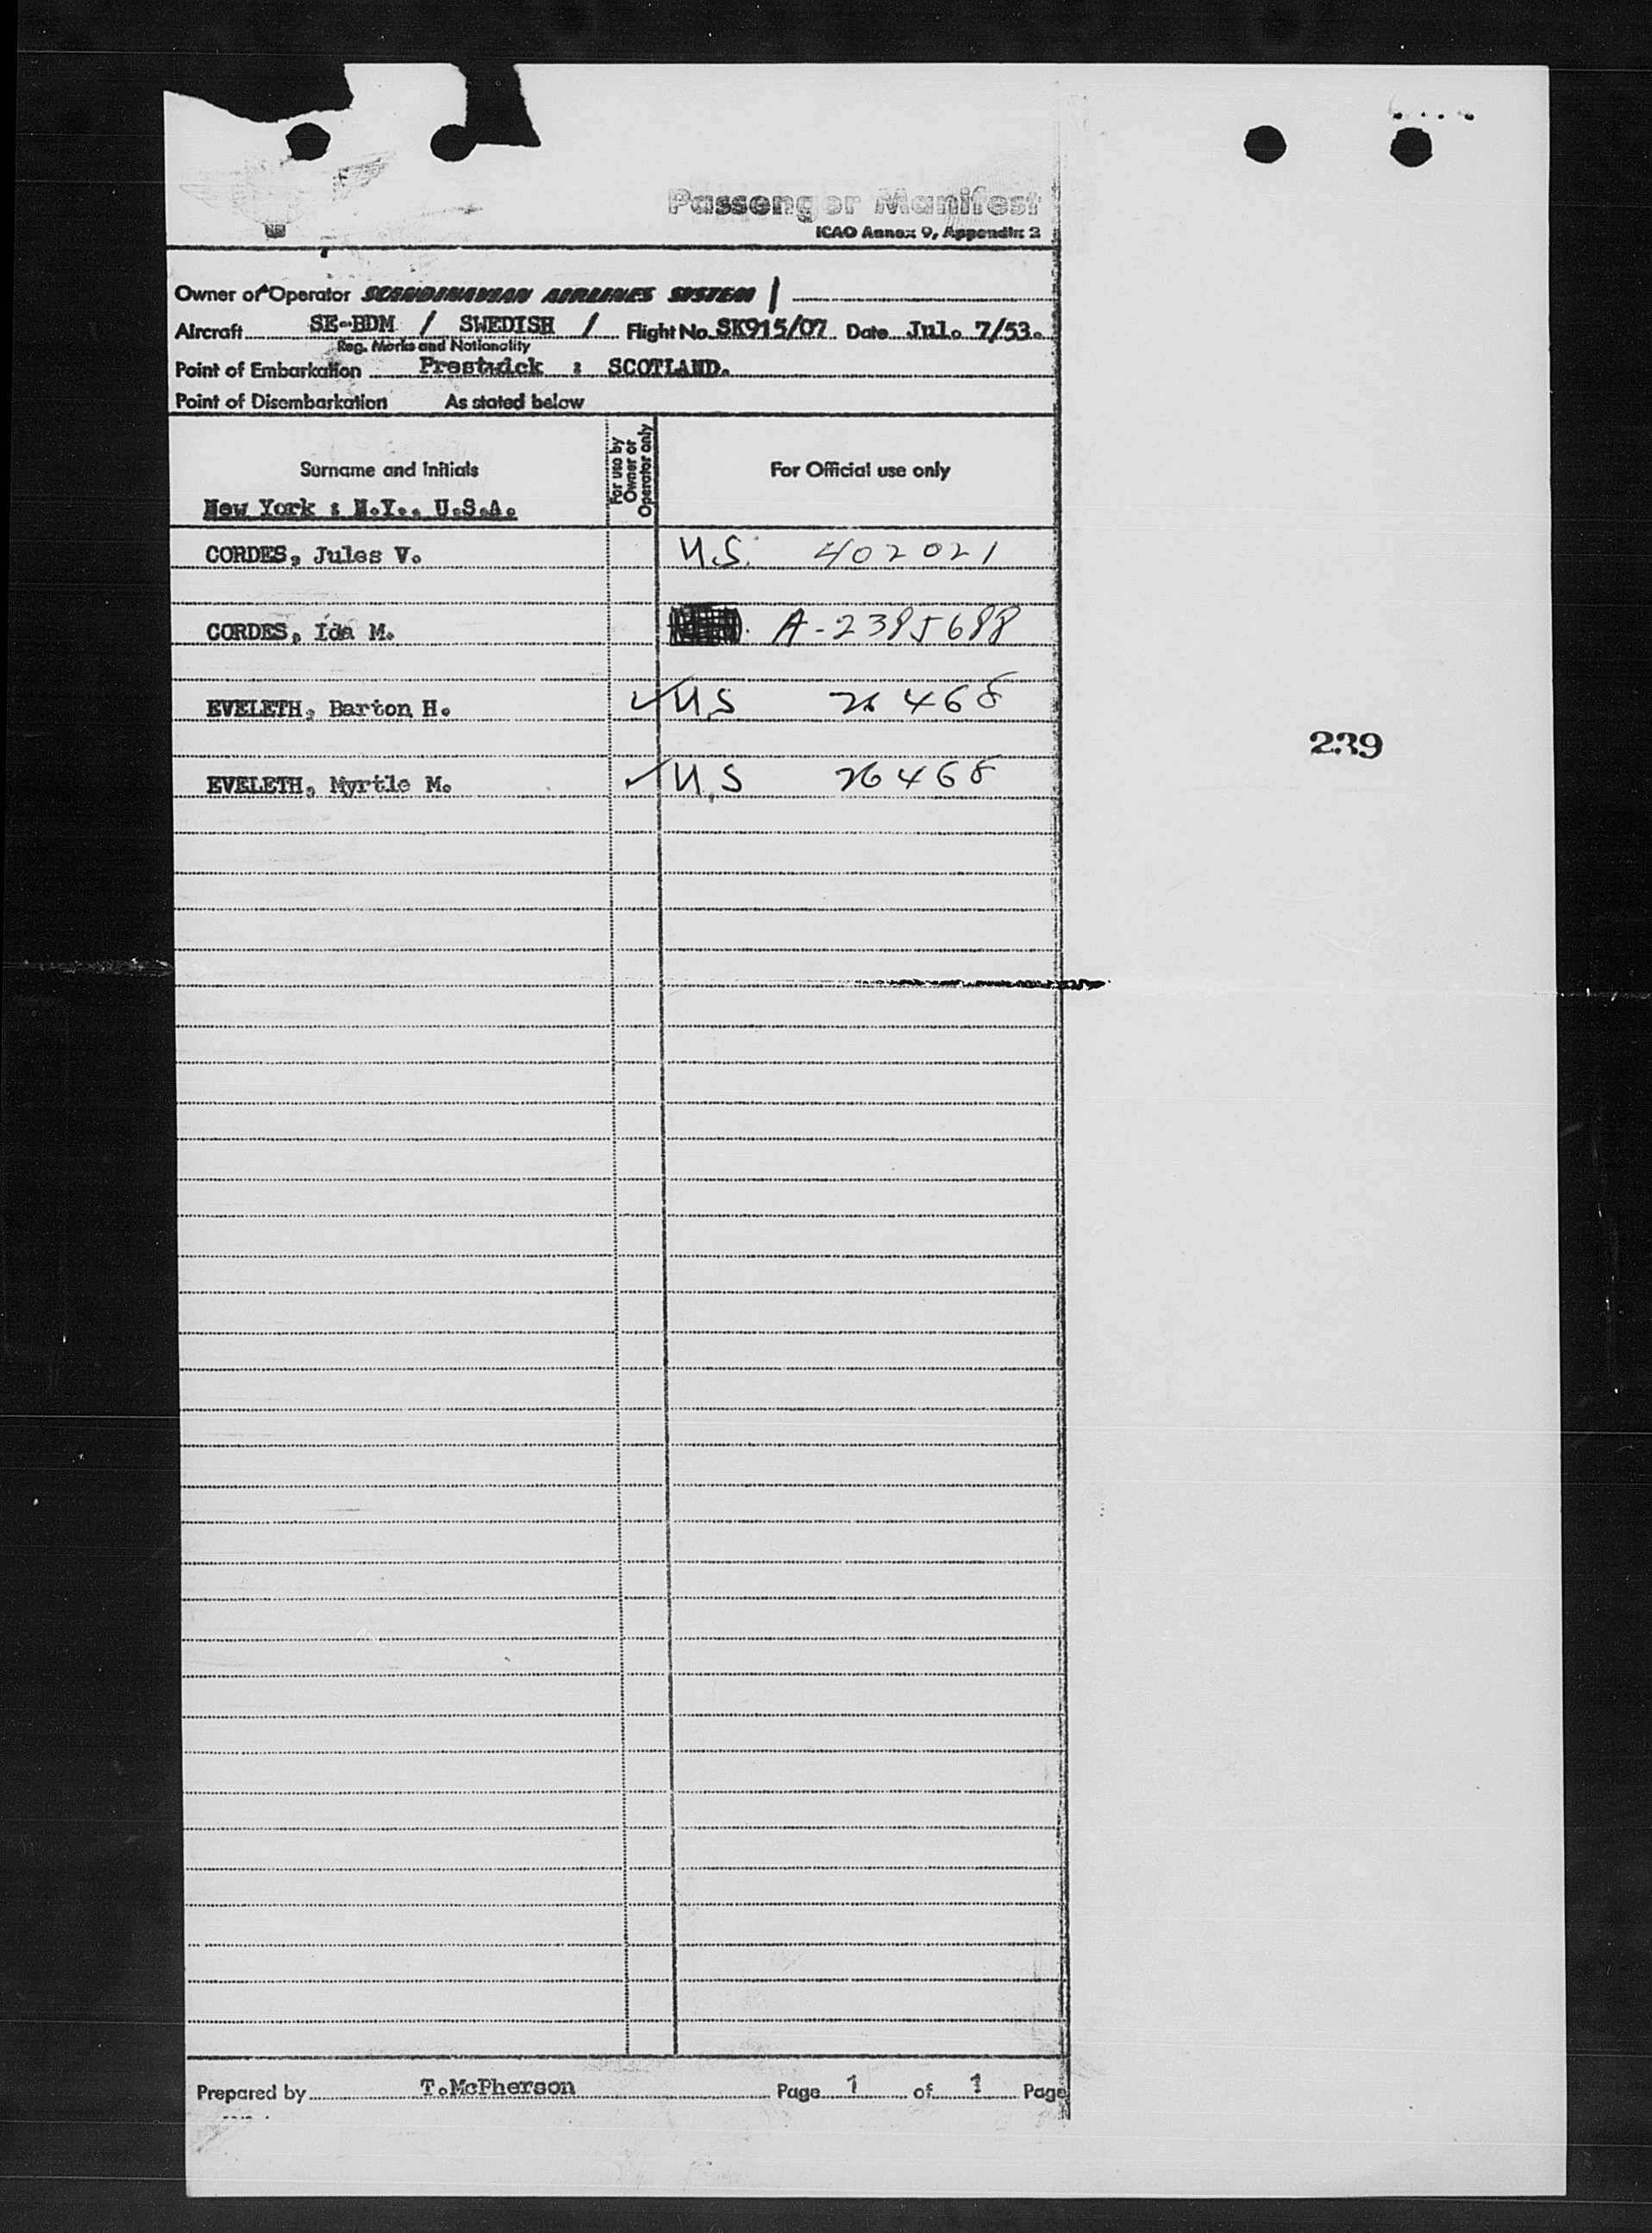 Passenger Manifest
ICAO Annex 9, Appendix 2
Owner or Operator SCANDINAVIAN AIRLINES SYSTEM /
Aircraft SE-BDM / SWEDISH / Flight No. SK915/07 Date Jul. 7/53.
Reg. Marks and Nationality
Point of Embarkation Prestwick : SCOTLAND.
Point of Disembarkation As stated below
Surname and Initials For use by Owner or Operator only For Official use only
New York : N.Y., U.S.A.
CORDES, Jules V. U.S. 402021
CORDES, Ida M. A-2385688
EVELETH, Barton H. ✓ U.S 26468
239
EVELETH, Myrtle M. ✓ U.S 26468
Prepared by T.McPherson Page 1 of 1 Page